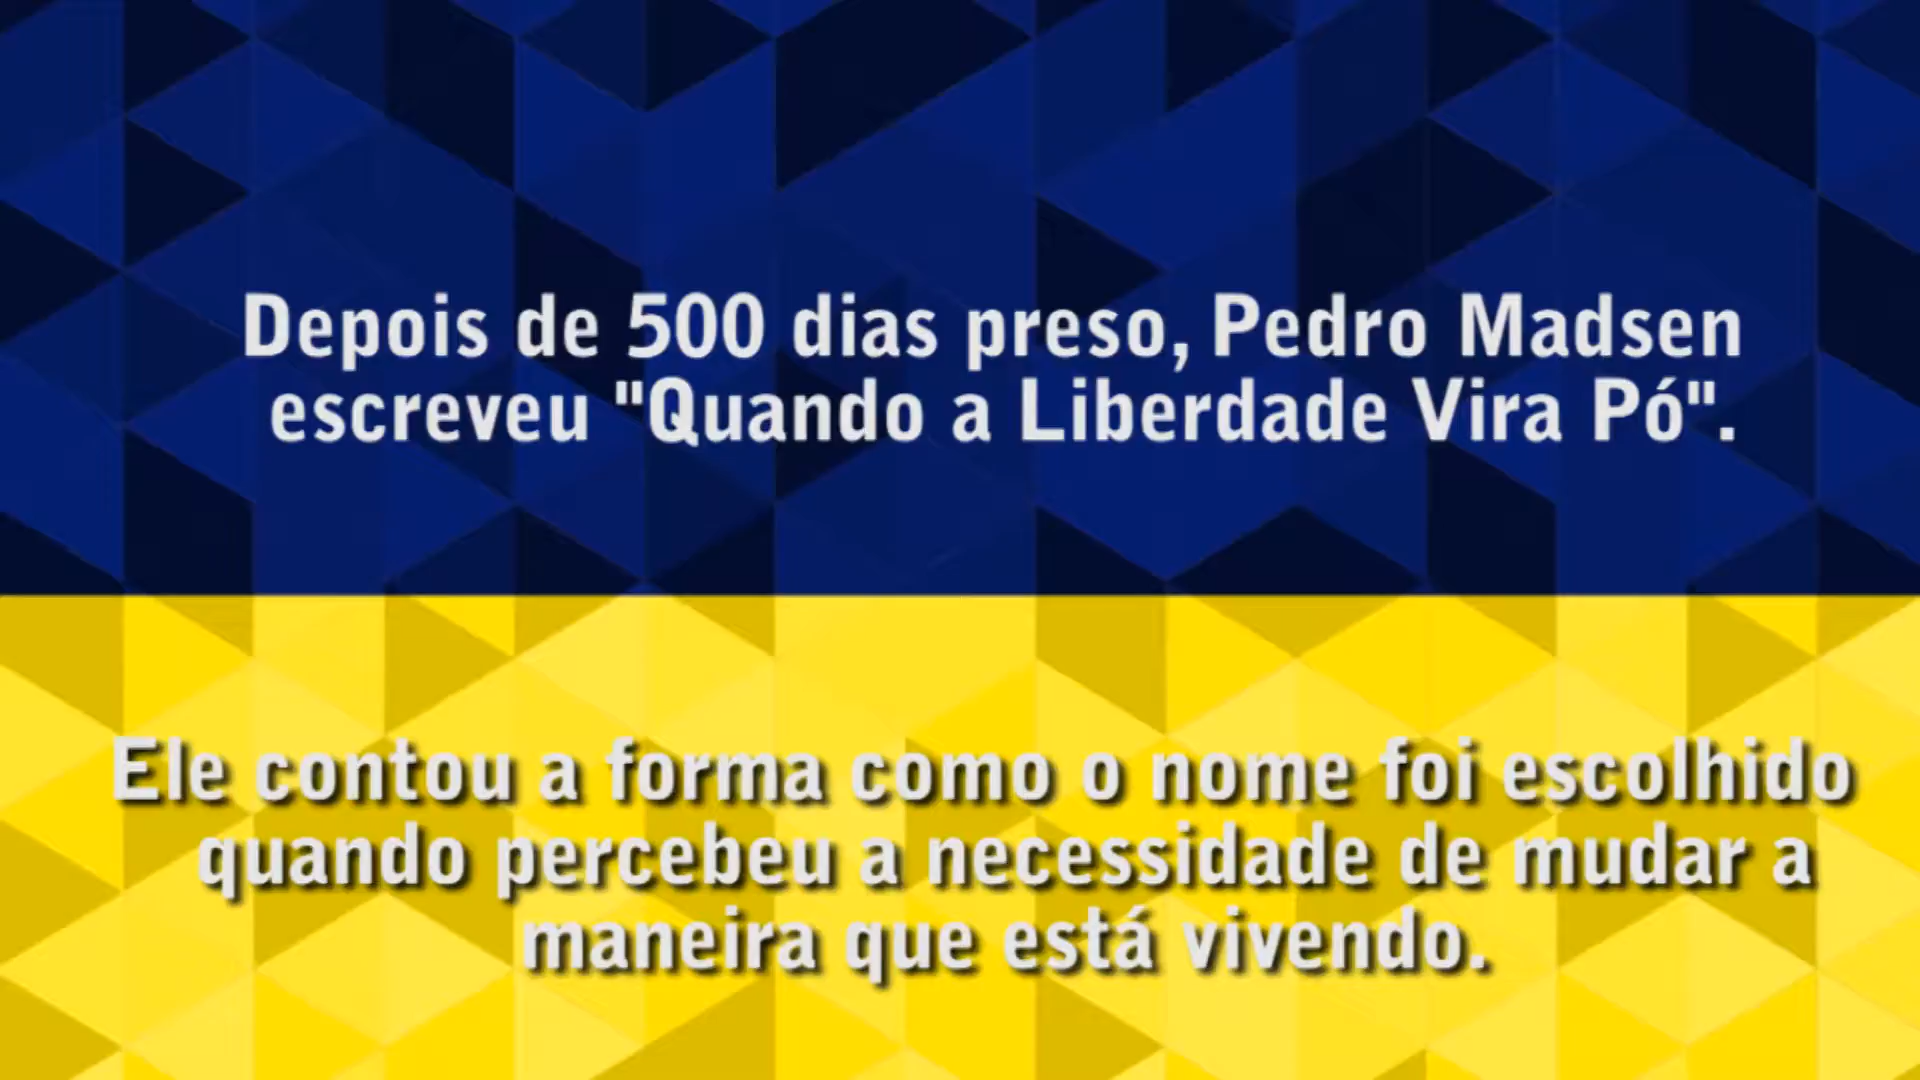 Depois de 500 dias preso, Pedro Madsen
escreveu "Quando a Liberdade Vira Pó".
Ele contou a forma como o nome foi escolhido
quando percebeu a necessidade de mudar a
maneira que está vivendo.